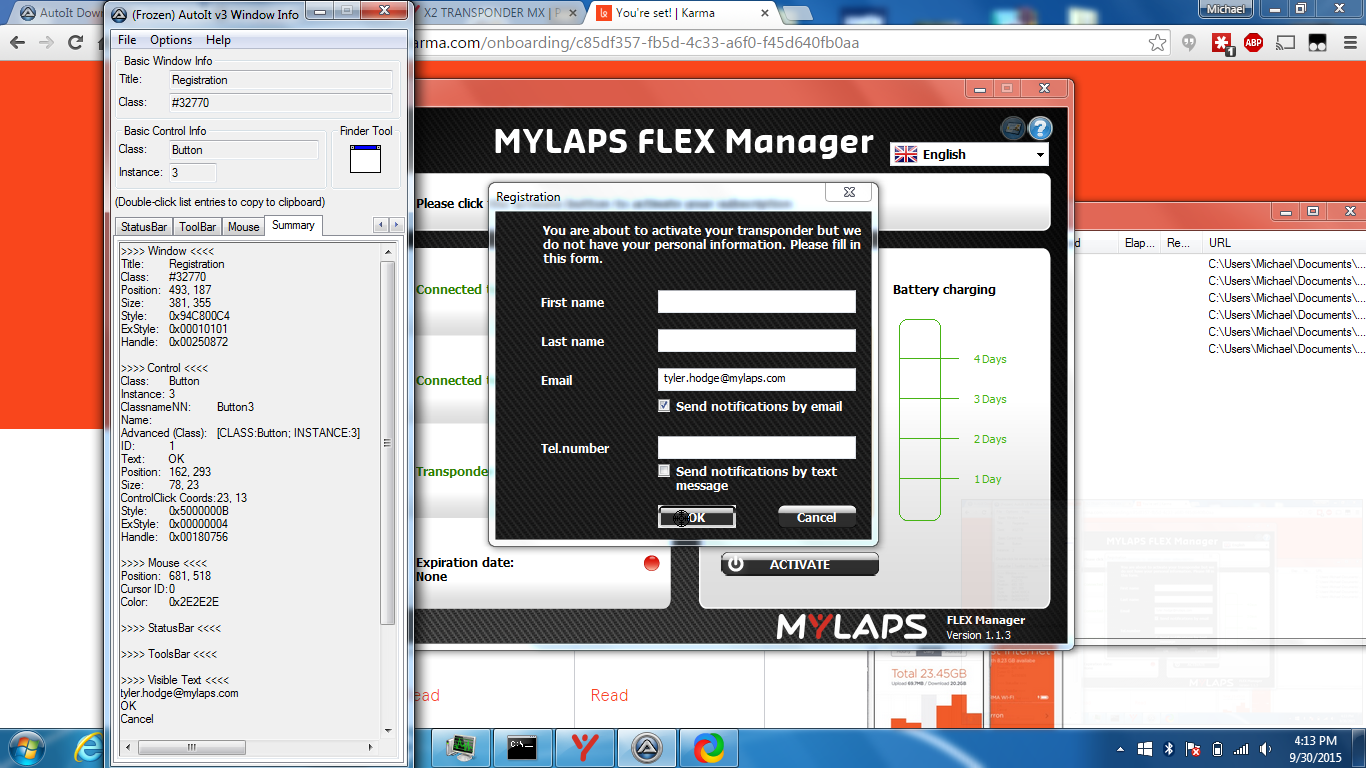 AutoIt Down
X2 TRANSPONDER MX | P
You're set! | Karma
Michael
arma.com/onboarding/c85df357-fb5d-4c33-a6f0-f45d640fb0aa
1
ABP
(Frozen) AutoIt v3 Window Info
File Options Help
Basic Window Info
Title: Registration
Class: #32770
Basic Control Info
Class: Button
Instance: 3
Finder Tool
(Double-click list entries to copy to clipboard)
StatusBar ToolBar Mouse Summary
>>>> Window <<<<
Title: Registration
Class: #32770
Position: 493, 187
Size: 381, 355
Style: 0x94C800C4
ExStyle: 0x00010101
Handle: 0x00250872
>>>> Control <<<<
Class: Button
Instance: 3
ClassnameNN: Button3
Name:
Advanced (Class): [CLASS:Button; INSTANCE:3]
ID: 1
Text: OK
Position: 162, 293
Size: 78, 23
ControlClick Coords: 23, 13
Style: 0x5000000B
ExStyle: 0x00000004
Handle: 0x00180756
>>>> Mouse <<<<
Position: 681, 518
Cursor ID: 0
Color: 0x2E2E2E
>>>> StatusBar <<<<
>>>> ToolsBar <<<<
>>>> Visible Text <<<<
tyler.hodge@mylaps.com
OK
Cancel
MYLAPS FLEX Manager
English
Please click
Registration
You are about to activate your transponder but we
do not have your personal information. Please fill in
this form.
First name
Last name
Email tyler.hodge@mylaps.com
Send notifications by email
Tel.number
Send notifications by text
message
OK Cancel
Connected t
Connected t
Transponde
Battery charging
4 Days
3 Days
2 Days
1 Day
Expiration date:
None
ACTIVATE
MYLAPS
FLEX Manager
Version 1.1.3
d Elap... Re... URL
C:\Users\Michael\Documents\...
C:\Users\Michael\Documents\...
C:\Users\Michael\Documents\...
C:\Users\Michael\Documents\...
C:\Users\Michael\Documents\...
C:\Users\Michael\Documents\...
ead
Read
Total 23.45GB
4:13 PM
9/30/2015